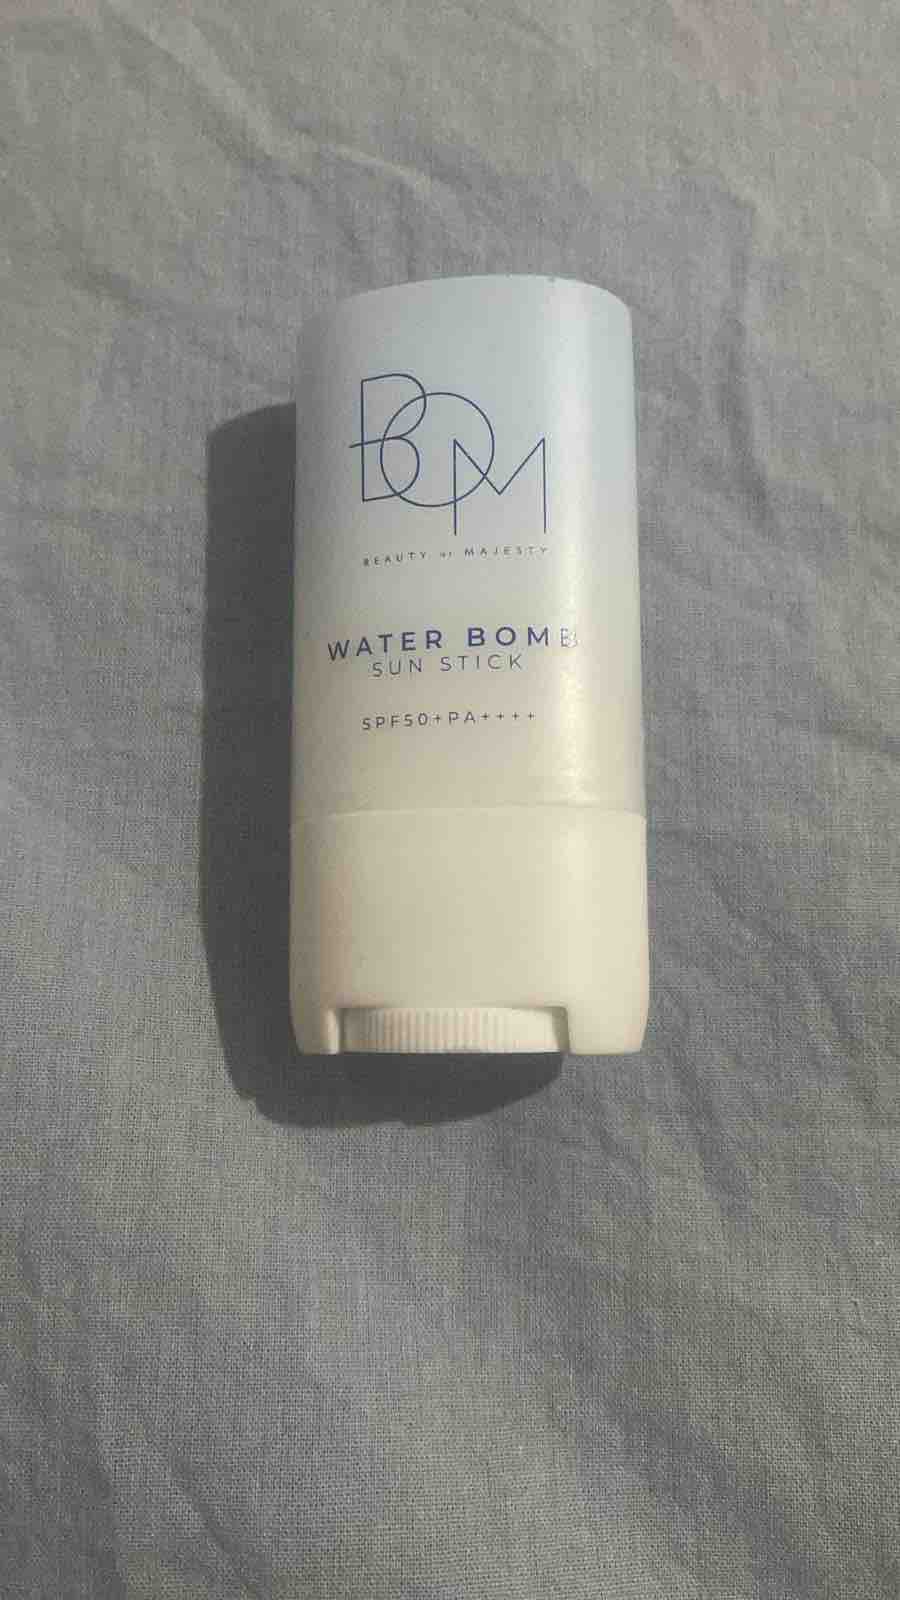 BOM
BEAUTY OF MAJESTY
WATER BOMB
SUN STICK
SPF50+PA++++